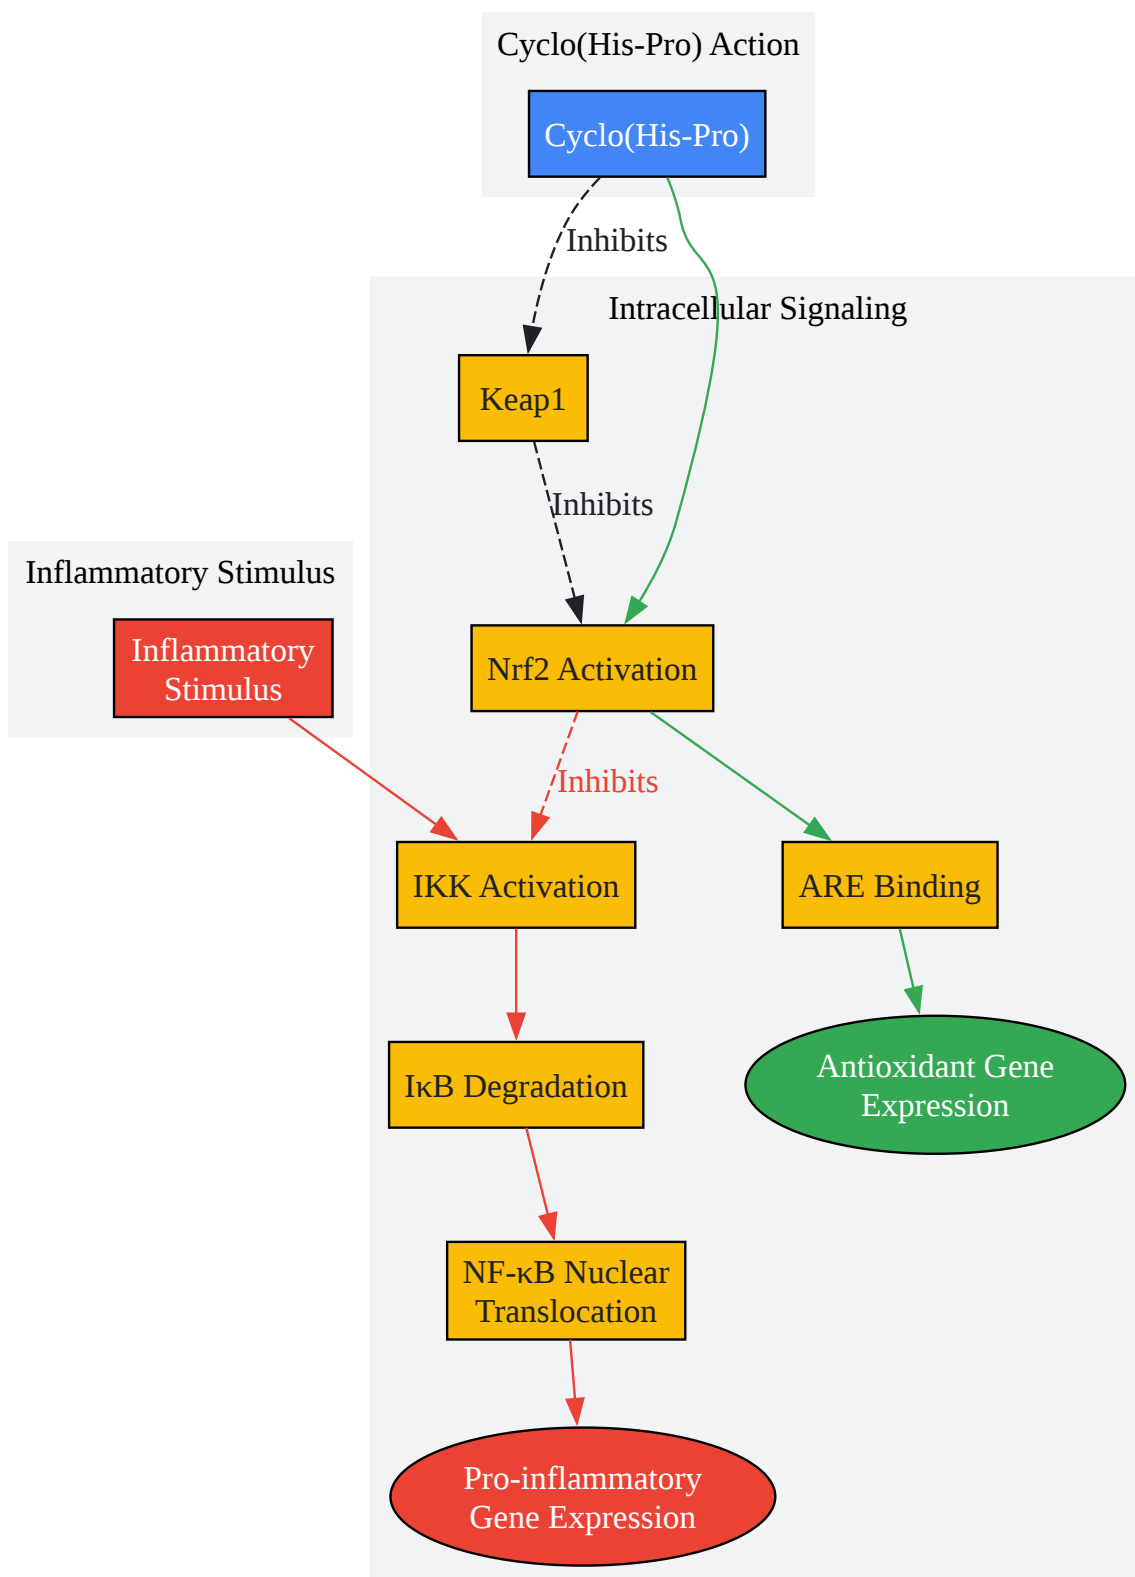 Cyclo(His-Pro) Action
Cyclo(His-Pro)
Inhibits
Intracellular Signaling
Keap1
Inhibits
Inflammatory Stimulus
Inflammatory
Stimulus
Nrf2 Activation
Inhibits
IKK Activation
ARE Binding
IκB Degradation
Antioxidant Gene
Expression
NF-κB Nuclear
Translocation
Pro-inflammatory
Gene Expression